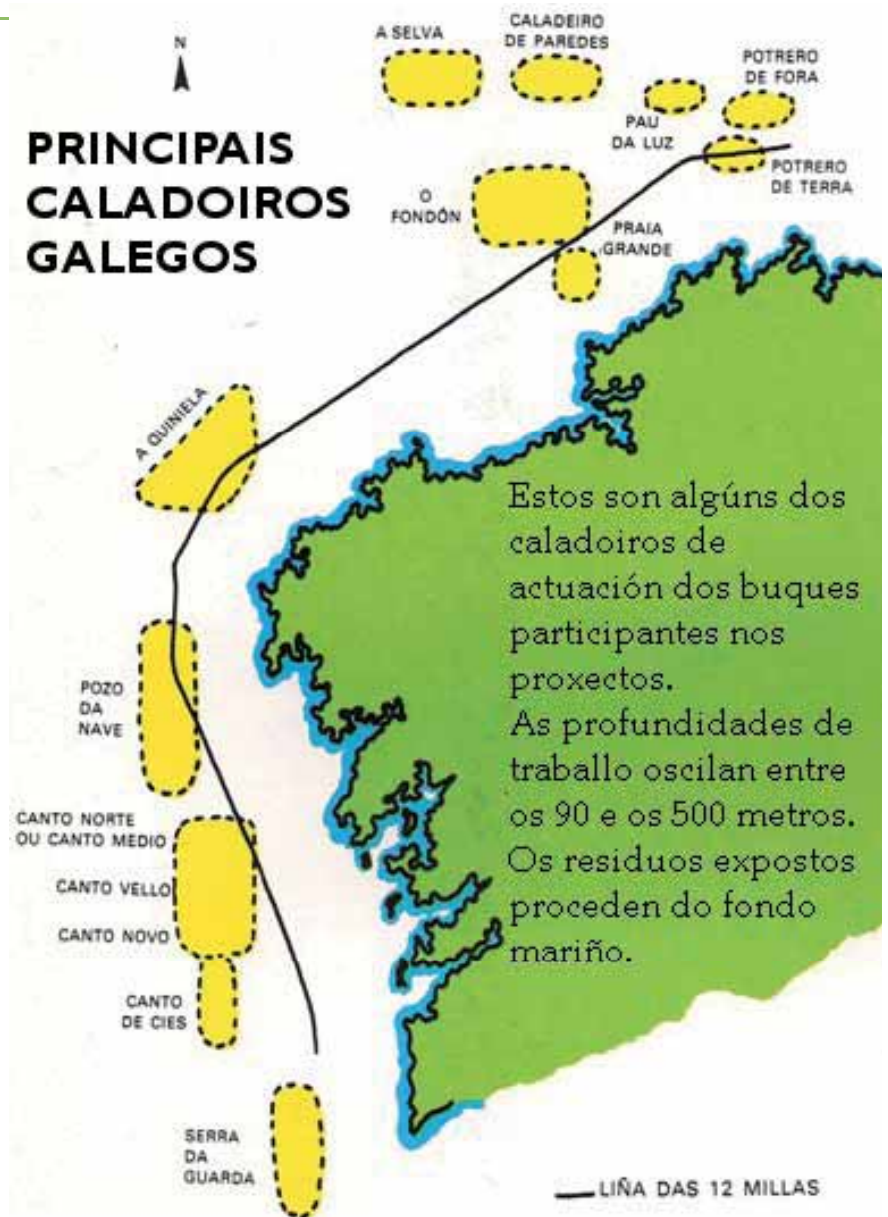 N
PRINCIPAIS
CALADOIROS
GALEGOS
A SELVA
CALADEIRO
DE PAREDES
POTRERO
DE FORA
PAU
DA LUZ
POTRERO
DE TERRA
O
FONDÓN
PRAIA
GRANDE
A QUINIELA
POZO
DA
NAVE
CANTO NORTE
OU CANTO MEDIO
CANTO VELLO
CANTO NOVO
CANTO
DE CIES
SERRA
DA
GUARDA
Estos son algúns dos
caladoiros de
actuación dos buques
participantes nos
proxectos.
As profundidades de
traballo oscilan entre
os 90 e os 500 metros.
Os residuos expostos
proceden do fondo
mariño.
LIÑA DAS 12 MILLAS